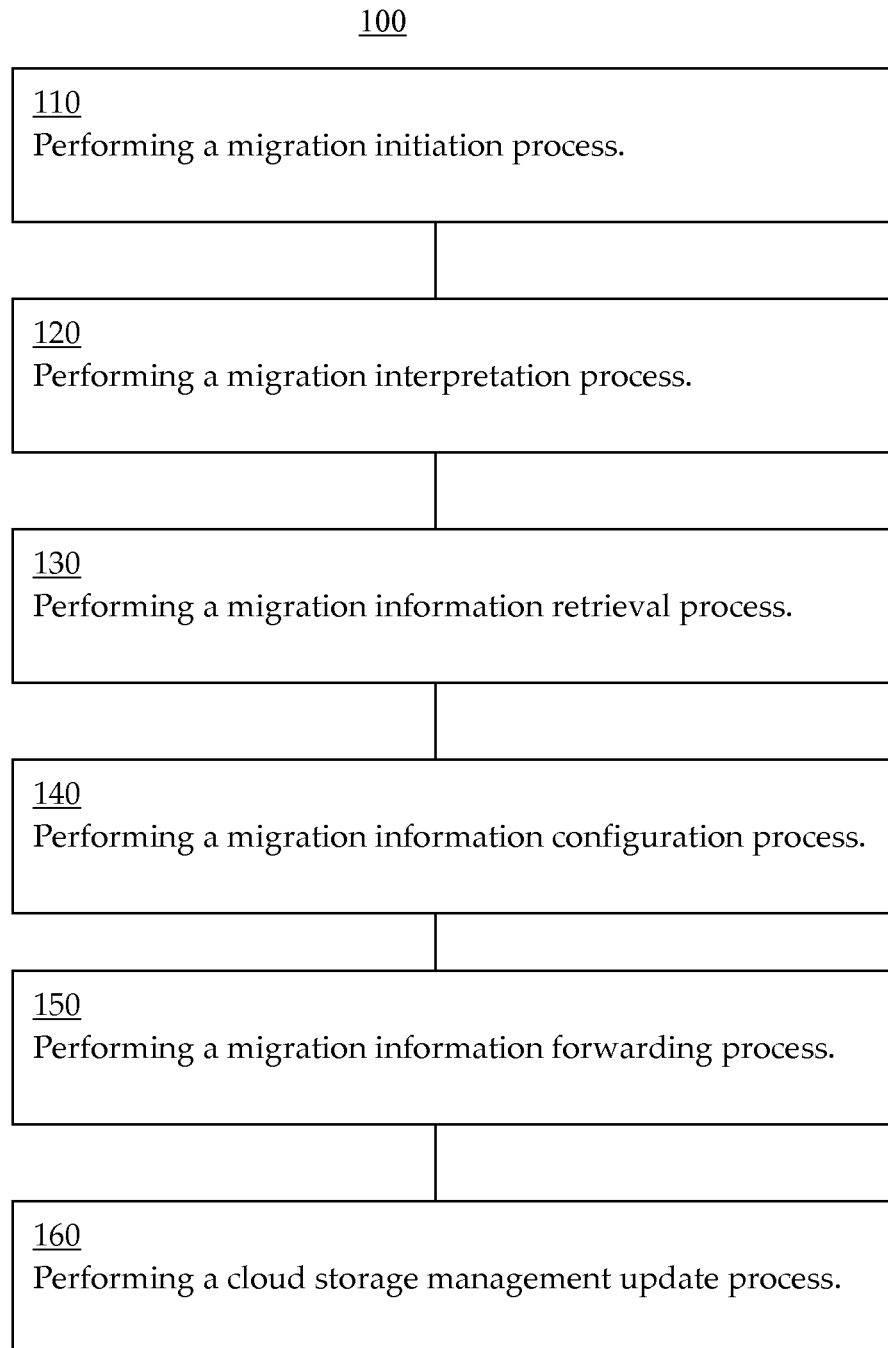 100
110
Performing a migration initiation process.
120
Performing a migration interpretation process.
130
Performing a migration information retrieval process.
140
Performing a migration information configuration process.
150
Performing a migration information forwarding process.
160
Performing a cloud storage management update process.